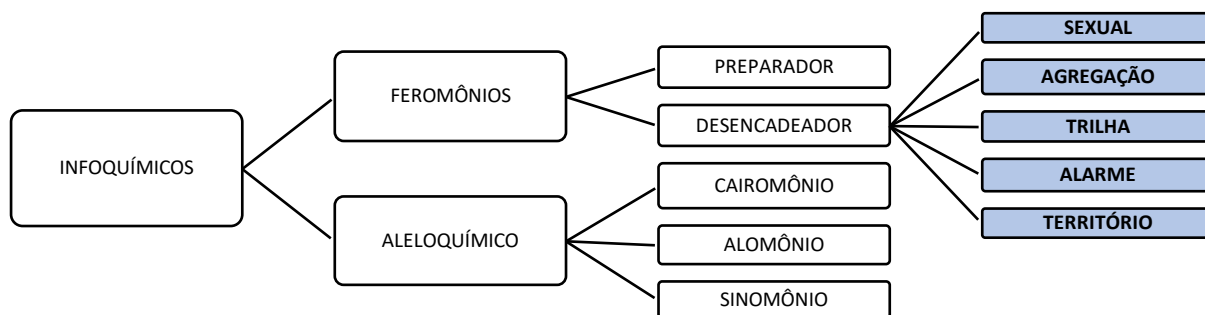 INFOQUÍMICOS
FEROMÔNIOS
ALELOQUÍMICO
PREPARADOR
DESENCADEADOR
CAIROMÔNIO
ALOMÔNIO
SINOMÔNIO
SEXUAL
AGREGAÇÃO
TRILHA
ALARME
TERRITÓRIO